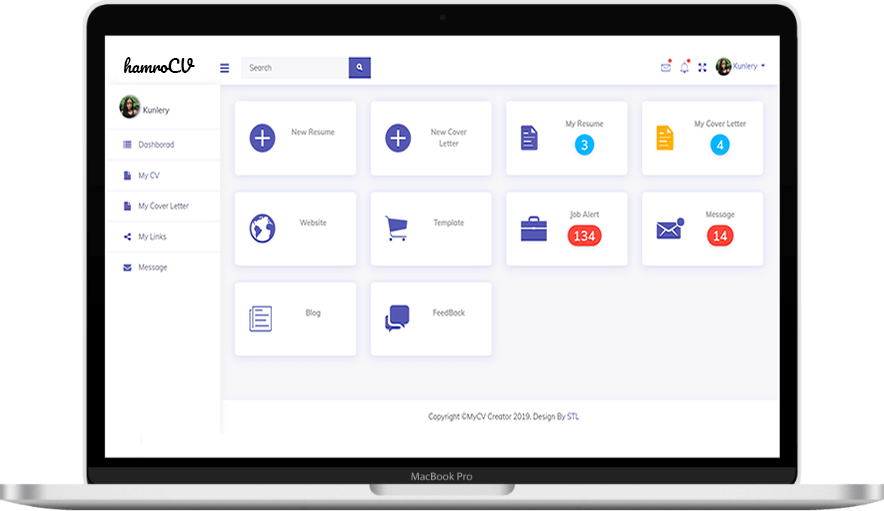 hamroCV
Search
Kunlery
Kunlery
Dashborad
My CV
My Cover Letter
My Links
Message
New Resume
New Cover
Letter
My Resume
3
My Cover Letter
4
Website
Template
Job Alert
134
Message
14
Blog
FeedBack
Copyright ©MyCV Creator 2019. Design By STL
MacBook Pro